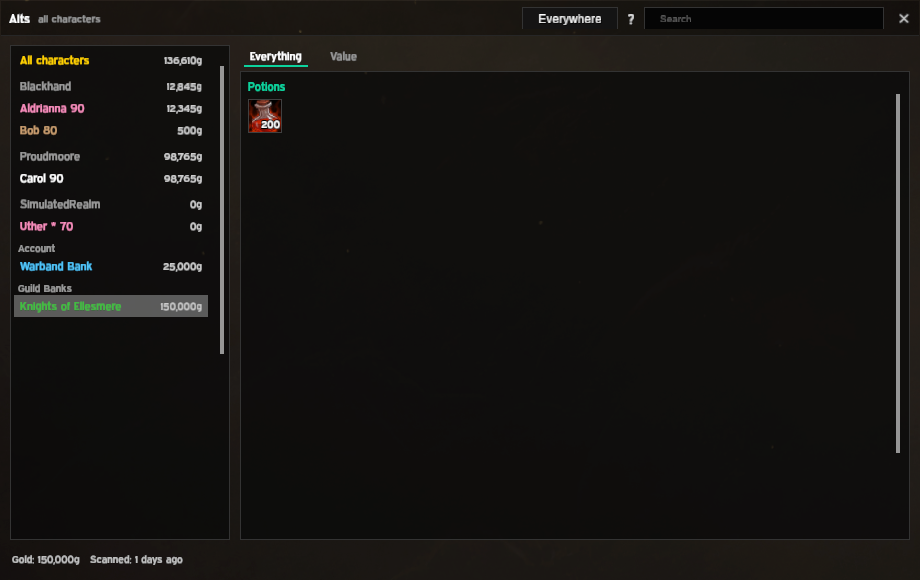 Alts all characters Everywhere ? Search ×
All characters 136,610g
Blackhand 12,845g
Aldrianna 90 12,345g
Bob 80 500g
Proudmoore 98,765g
Carol 90 98,765g
SimulatedRealm 0g
Uther * 70 0g
Account
Warband Bank 25,000g
Guild Banks
Knights of Ellesmere 150,000g
Everything Value
Potions
200
Gold: 150,000g Scanned: 1 days ago